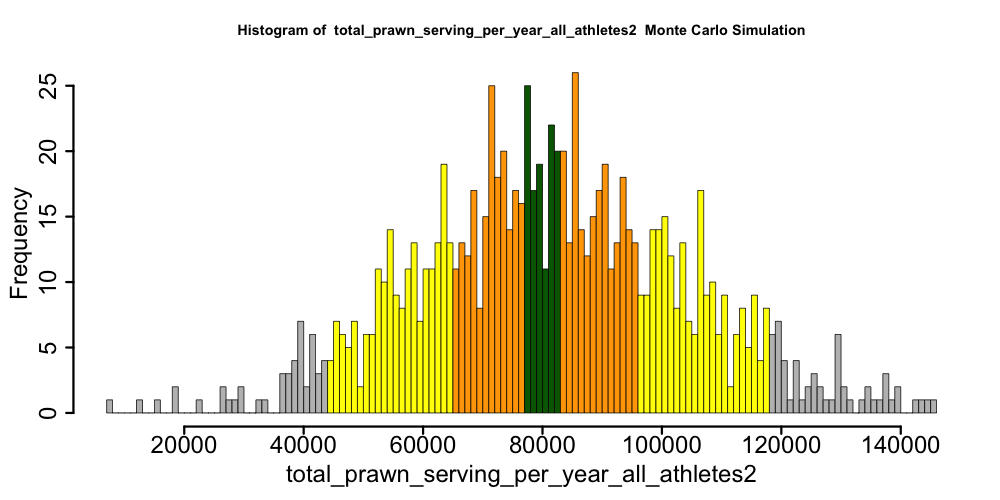 Histogram of  total_prawn_serving_per_year_all_athletes2  Monte Carlo Simulation
25
20
15
10
5
0
Frequency
20000 40000 60000 80000 100000 120000 140000
total_prawn_serving_per_year_all_athletes2